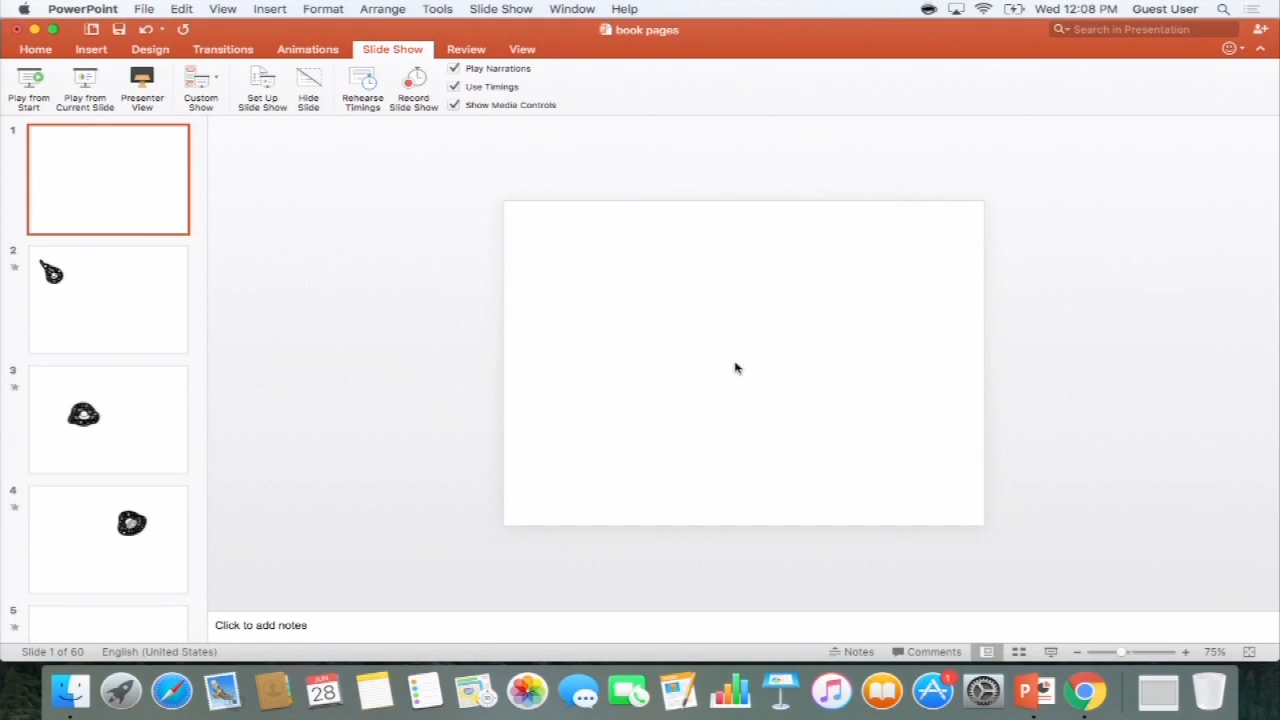 PowerPoint File Edit View Insert Format Arrange Tools Slide Show Window Help Wed 12:08 PM Guest User
book pages Search in Presentation
Home Insert Design Transitions Animations Slide Show Review View
Play from Start
Play from Current Slide
Presenter View
Custom Show
Set Up Slide Show
Hide Slide
Rehearse Timings
Record Slide Show
Play Narrations
Use Timings
Show Media Controls
1
2
3
4
5
Click to add notes
Slide 1 of 60 English (United States) Notes Comments 75%
JUN
28
1